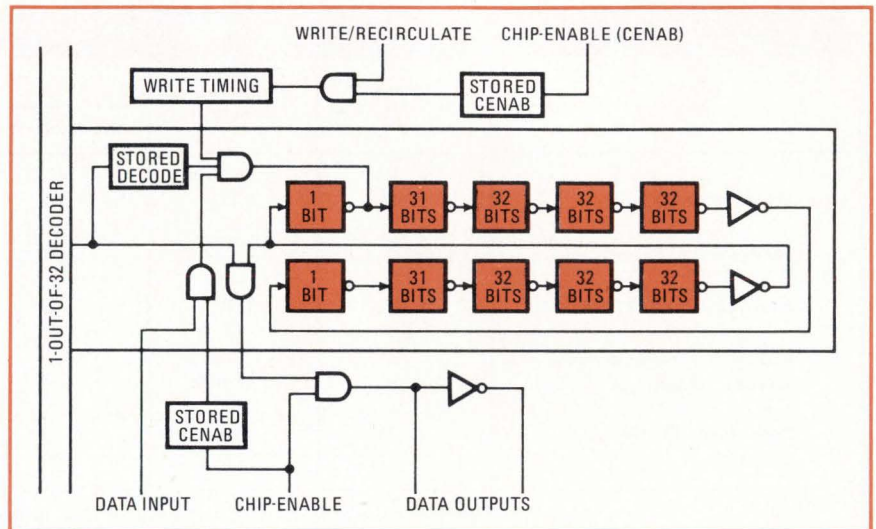 WRITE/RECIRCULATE
CHIP-ENABLE (CENAB)
WRITE TIMING
STORED
CENAB
STORED
DECODE
1-OUT-OF-32 DECODER
1
BIT
31
BITS
32
BITS
32
BITS
32
BITS
1
BIT
31
BITS
32
BITS
32
BITS
32
BITS
STORED
CENAB
DATA INPUT
CHIP-ENABLE
DATA OUTPUTS